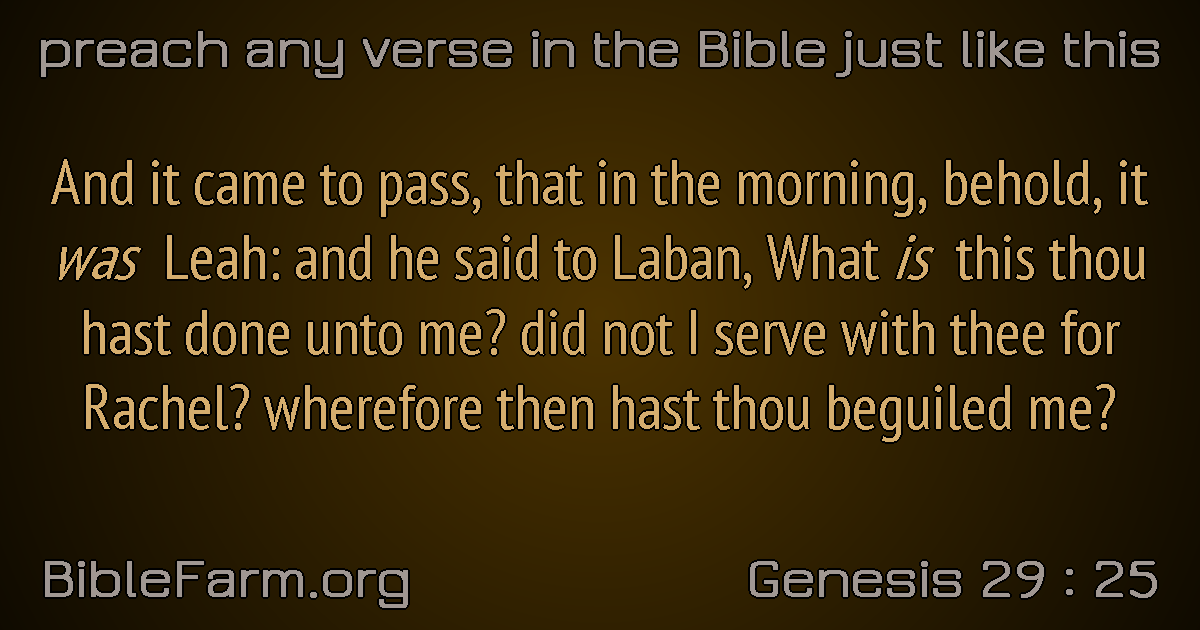 preach any verse in the Bible just like this
And it came to pass, that in the morning, behold, it
was Leah: and he said to Laban, What is this thou
hast done unto me? did not I serve with thee for
Rachel? wherefore then hast thou beguiled me?
BibleFarm.org
Genesis 29 : 25